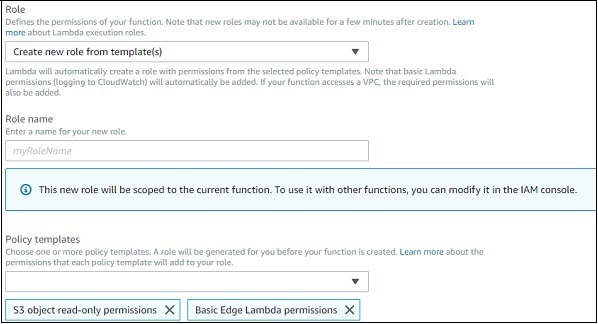 Role
Defines the permissions of your function. Note that new roles may not be available for a few minutes after creation. Learn
more about Lambda execution roles.
Create new role from template(s)
Lambda will automatically create a role with permissions from the selected policy templates. Note that basic Lambda
permissions (logging to CloudWatch) will automatically be added. If your function accesses a VPC, the required permissions will
also be added.
Role name
Enter a name for your new role.
myRoleName
This new role will be scoped to the current function. To use it with other functions, you can modify it in the IAM console.
Policy templates
Choose one or more policy templates. A role will be generated for you before your function is created. Learn more about the
permissions that each policy template will add to your role.
S3 object read-only permissions
Basic Edge Lambda permissions